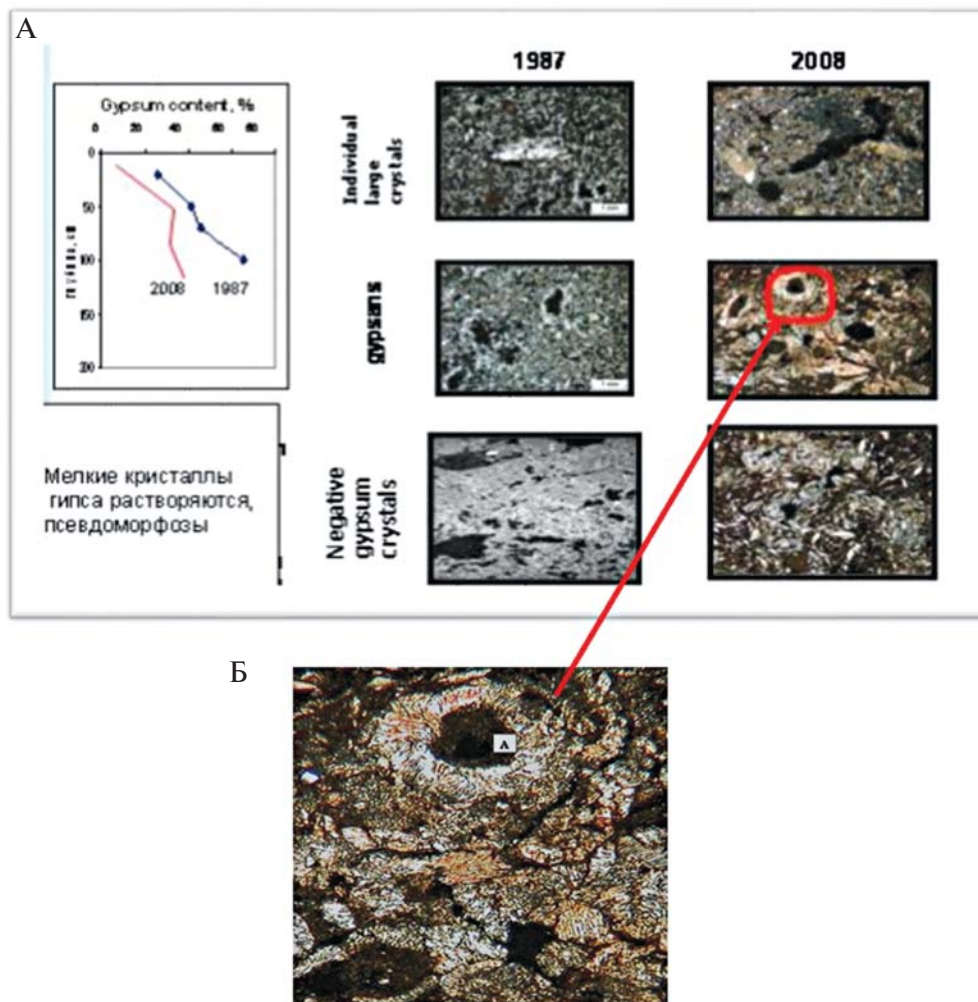 А
1987
2008
Gypsum content, %
0
20
40
60
80
0
50
100
150
200
2008
1987
Individual
large
crystals
gypsans
Negative
gypsum
crystals
Мелкие кристаллы
гипса растворяются,
псевдоморфозы
Б
А